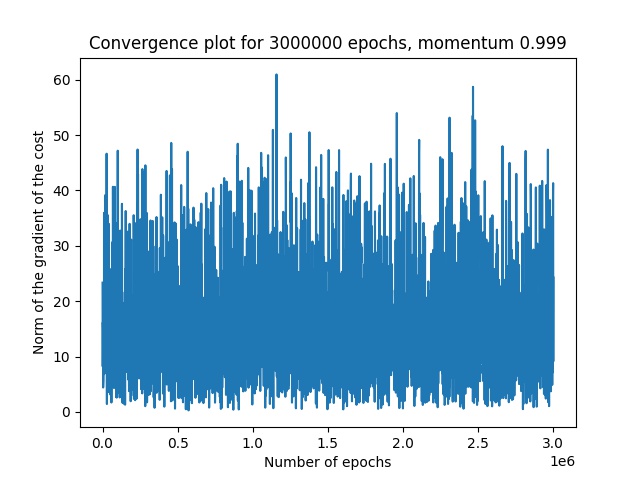 Convergence plot for 3000000 epochs, momentum 0.999
Norm of the gradient of the cost
60
50
40
30
20
10
0
0.0 0.5 1.0 1.5 2.0 2.5 3.0
1e6
Number of epochs